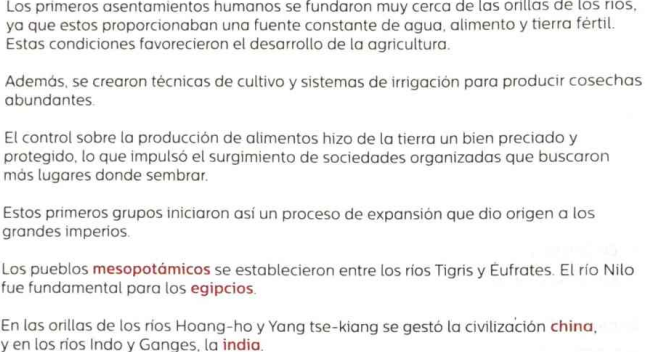 Los primeros asentamientos humanos se fundaron muy cerca de las orillas de los ríos,
ya que estos proporcionaban una fuente constante de agua, alimento y tierra fértil.
Estas condiciones favorecieron el desarrollo de la agricultura.
Además, se crearon técnicas de cultivo y sistemas de irrigación para producir cosechas
abundantes.
El control sobre la producción de alimentos hizo de la tierra un bien preciado y
protegido, lo que impulsó el surgimiento de sociedades organizadas que buscaron
más lugares donde sembrar.
Estos primeros grupos iniciaron así un proceso de expansión que dio origen a los
grandes imperios.
Los pueblos mesopotámicos se establecieron entre los ríos Tigris y Éufrates. El río Nilo
fue fundamental para los egipcios.
En las orillas de los ríos Hoang-ho y Yang tse-kiang se gestó la civilización china,
y en los ríos Indo y Ganges, la india.